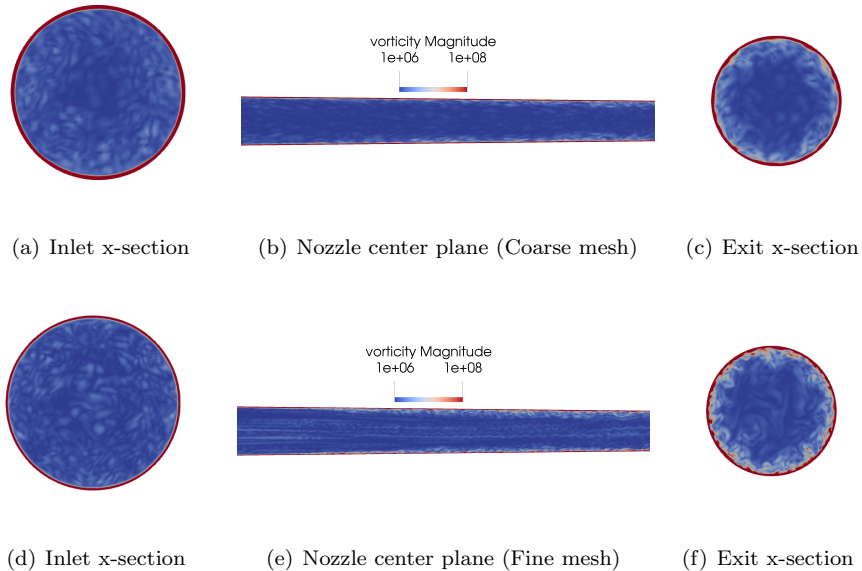 vorticity Magnitude
1e+06 1e+08
(a) Inlet x-section
(b) Nozzle center plane (Coarse mesh)
(c) Exit x-section
vorticity Magnitude
1e+06 1e+08
(d) Inlet x-section
(e) Nozzle center plane (Fine mesh)
(f) Exit x-section